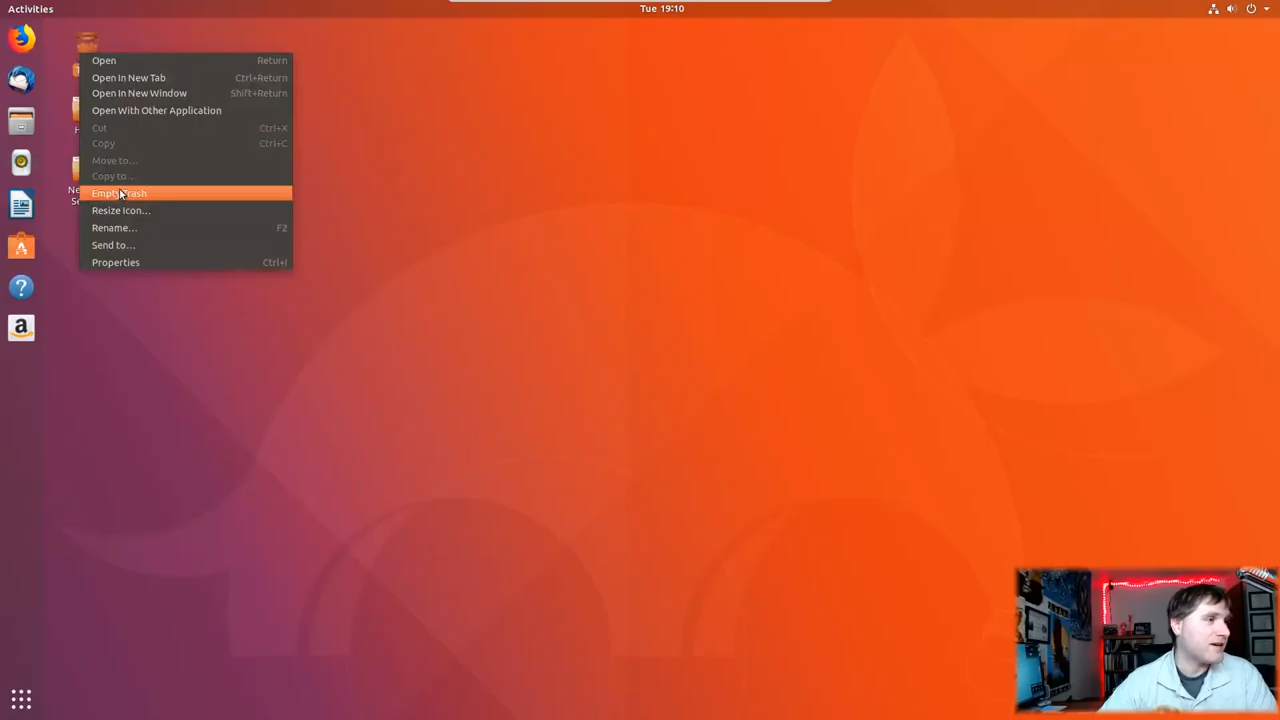 Activities
Tue 19:10
Open Return
Open In New Tab Ctrl+Return
Open In New Window Shift+Return
Open With Other Application
Cut Ctrl+X
Copy Ctrl+C
Move to…
Copy to…
Empty Trash
Resize Icon…
Rename… F2
Send to…
Properties Ctrl+I
H
Ne
Se
?
a